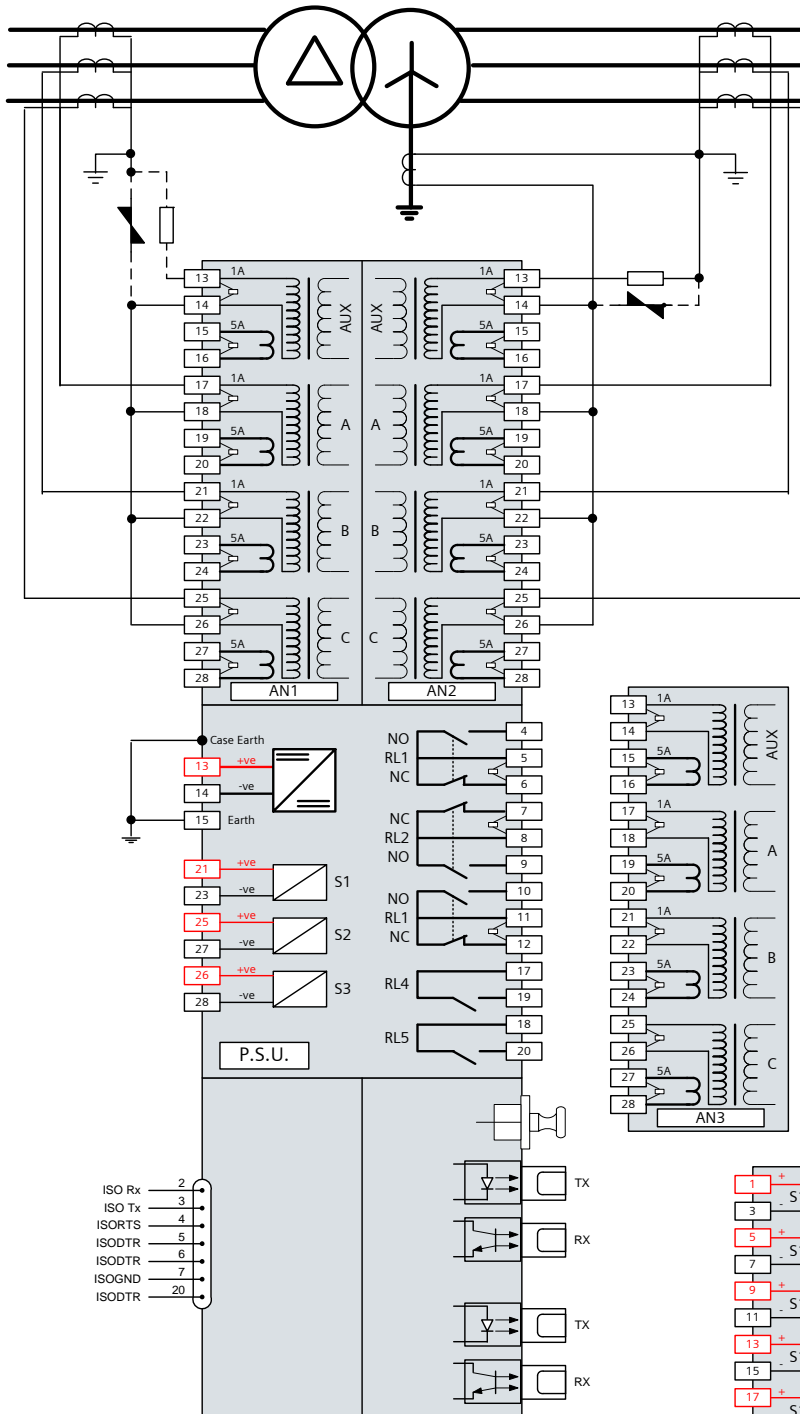 13 1A 1A 13
14 AUX AUX 14
15 5A 5A 15
16 16
17 1A 1A 17
18 A A 18
19 5A 5A 19
20 20
21 1A 1A 21
22 B B 22
23 5A 5A 23
24 24
25 25
26 C C 26
27 5A 5A 27
28 28
AN1 AN2
Case Earth
13 +ve
14 -ve
15 Earth
21 +ve
S1
23 -ve
25 +ve
S2
27 -ve
26 +ve
S3
28 -ve
P.S.U.
NO 4
RL1 5
NC 6
NC 7
RL2 8
NO 9
NO 10
RL1 11
NC 12
17
RL4
19
18
RL5
20
13 1A
14 AUX
15 5A
16
17 1A
18 A
19 5A
20
21 1A
22 B
23 5A
24
25
26 C
27 5A
28
AN3
ISO Rx 2
ISO Tx 3
ISORTS 4
ISODTR 5
ISODTR 6
ISOGND 7
ISODTR 20
TX
RX
TX
RX
1 +
3 -
5 +
7 -
9 +
11 -
13 +
15 -
17 +